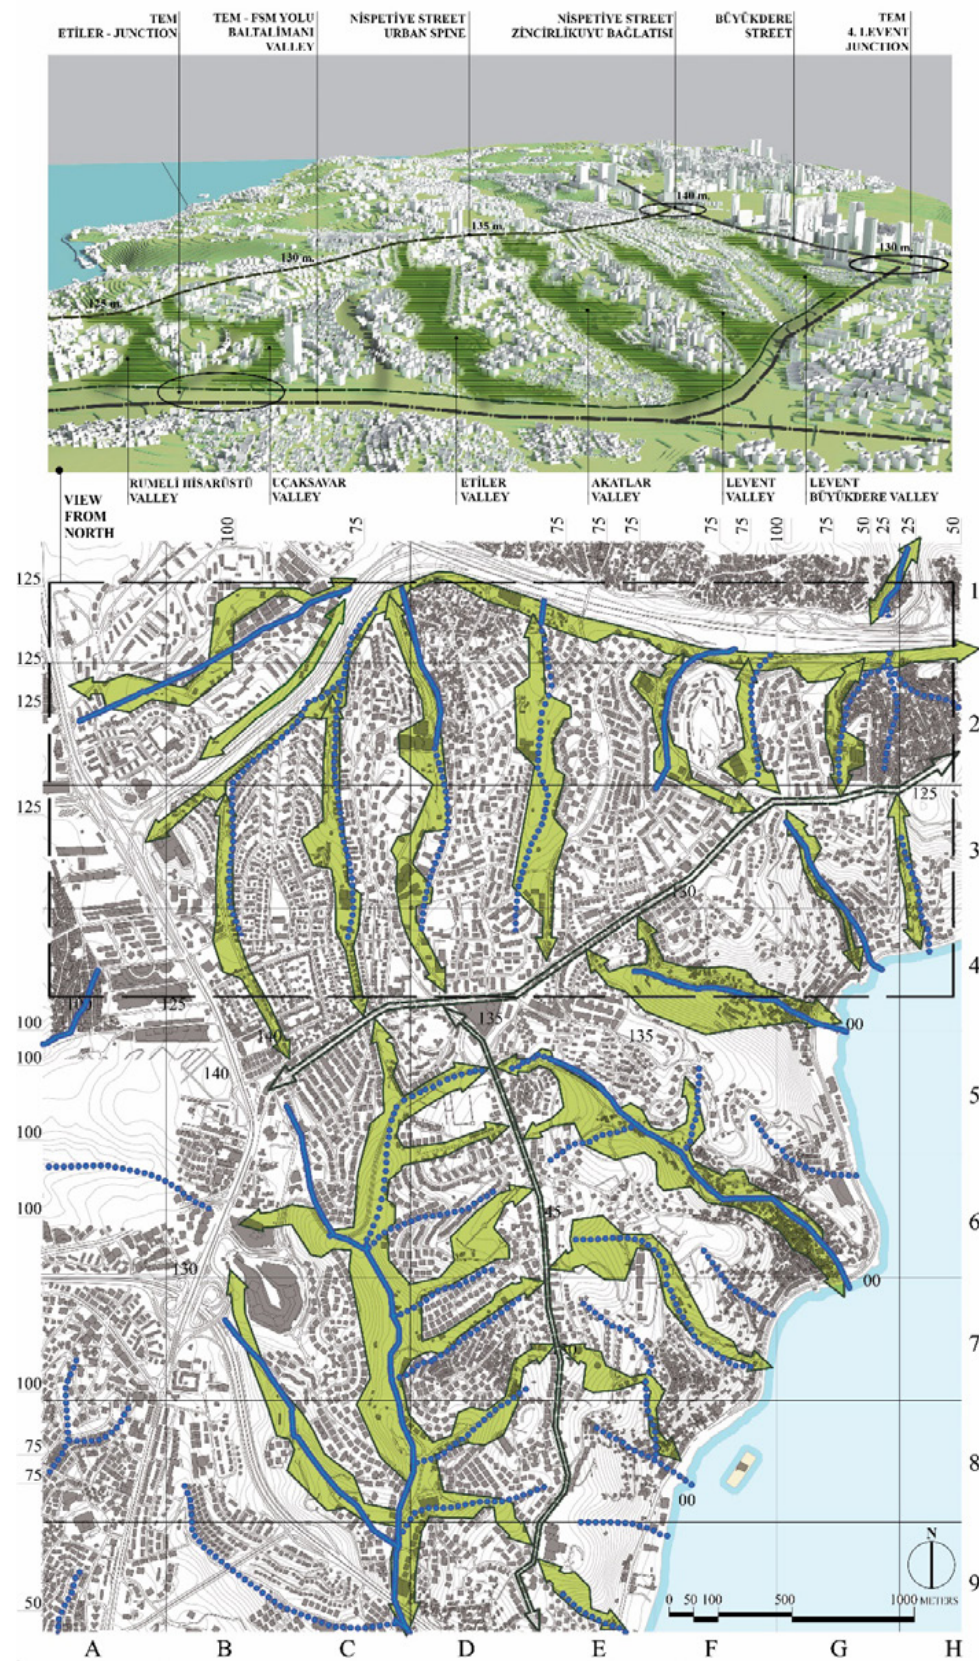 TEM
ETİLER - JUNCTION
TEM - FSM YOLU
BALTALİMANI
VALLEY
NİSPETİYE STREET
URBAN SPINE
NİSPETİYE STREET
ZİNCİRLİKUYU BAĞLATISI
BÜYÜKDERE
STREET
TEM
4. LEVENT
JUNCTION
140 m.
135 m.
130 m.
130 m.
125 m.
VIEW
FROM
NORTH
RUMELİ HİSARÜSTÜ
VALLEY
UÇAKSAVAR
VALLEY
ETİLER
VALLEY
AKATLAR
VALLEY
LEVENT
VALLEY
LEVENT
BÜYÜKDERE VALLEY
100
75
75
75
75
75
75
100
75
50
25
25
50
125
1
125
125
2
125
125
3
130
4
100
125
100
140
135
135
00
100
140
5
100
100
45
6
130
00
7
100
8
75
75
00
N
9
50
0 50 100 500 1000 METERS
A B C D E F G H